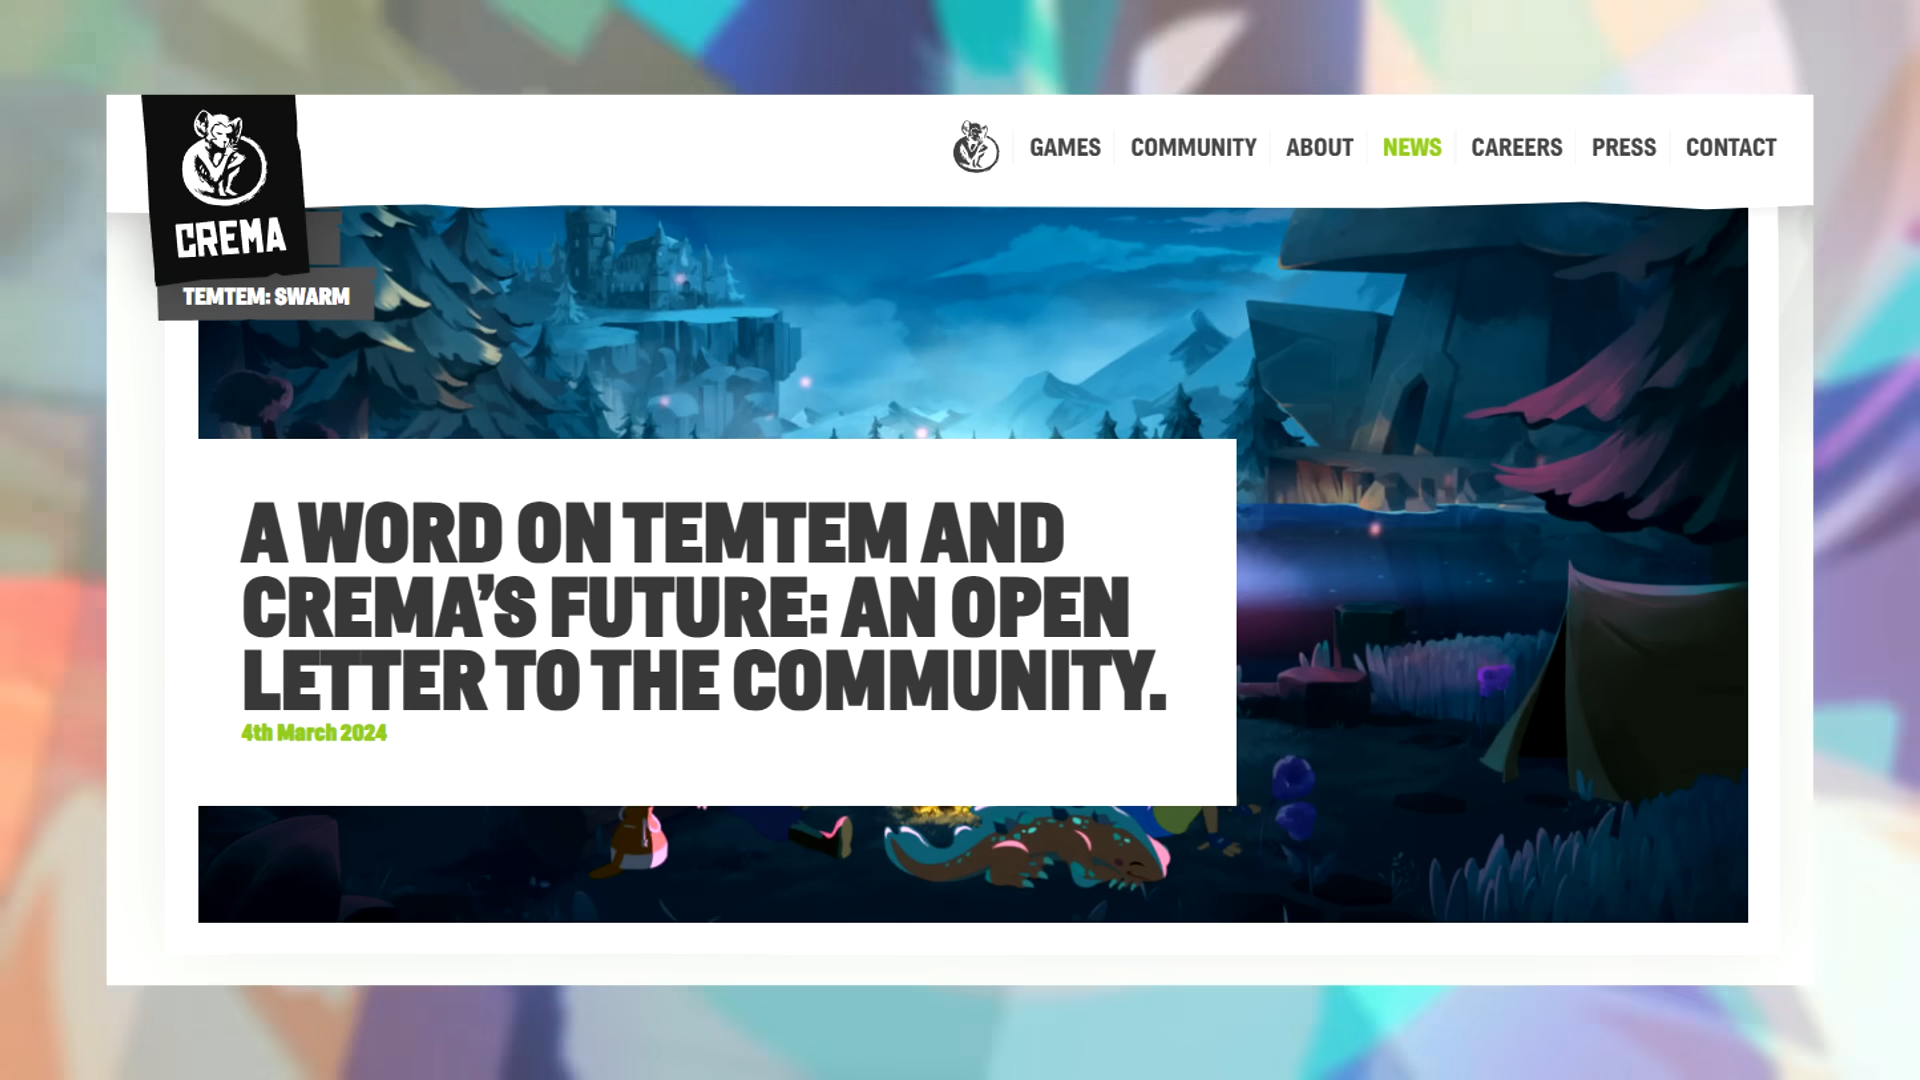 CREMA
GAMES
COMMUNITY
ABOUT
NEWS
CAREERS
PRESS
CONTACT
TEMTEM: SWARM
A WORD ON TEMTEM AND
CREMA’S FUTURE: AN OPEN
LETTER TO THE COMMUNITY.
4th March 2024